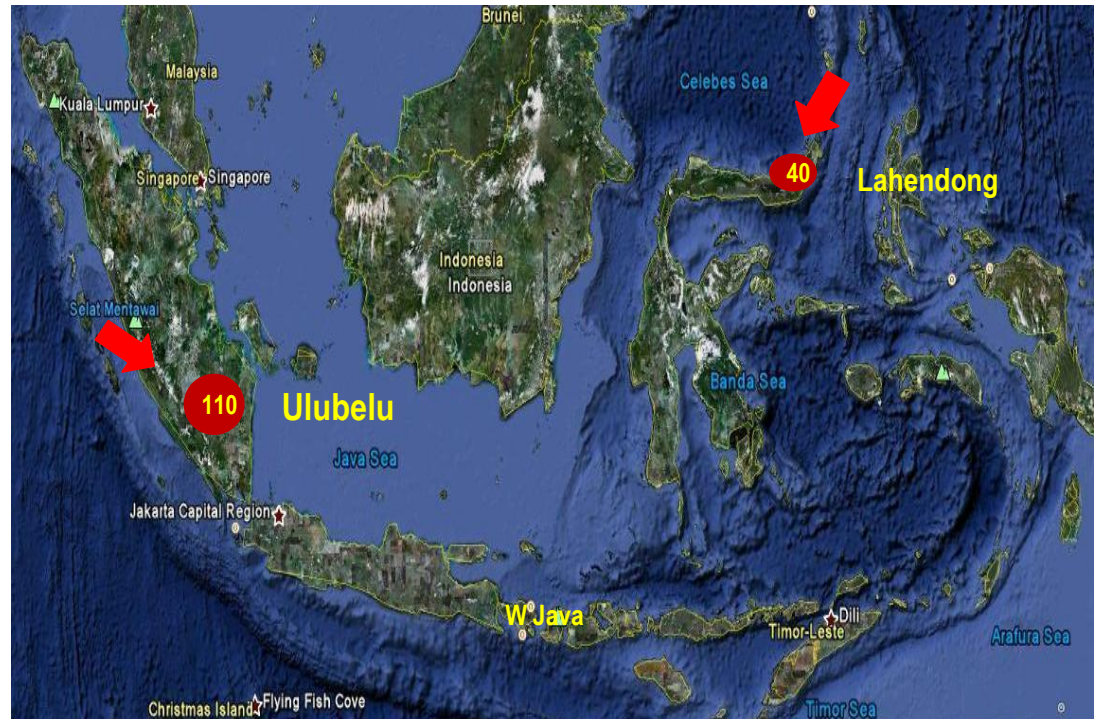 Brunei
Malaysia
Celebes Sea
Kuala Lumpur
40
Lahendong
Singapore Singapore
Indonesia
Indonesia
Selat Mentawai
Banda Sea
110
Ulubelu
Java Sea
Jakarta Capital Region
W Java
Dili
Timor-Leste
Arafura Sea
Christmas Island
Flying Fish Cove
Timor Sea